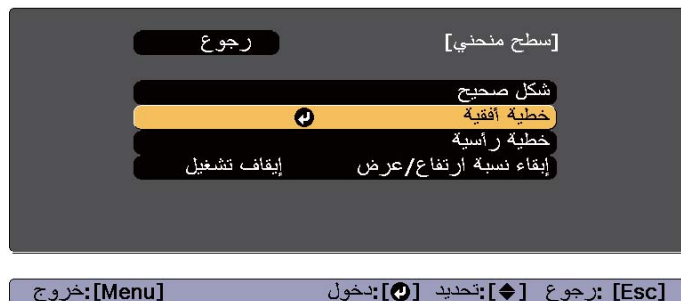 [سطح منحني] رجوع
شكل صحيح
خطية أفقية
خطية رأسية
إبقاء نسبة ارتفاع/عرض إيقاف تشغيل
[Esc] :رجوع [◆]:تحديد [↵]:دخول [Menu]:خروج